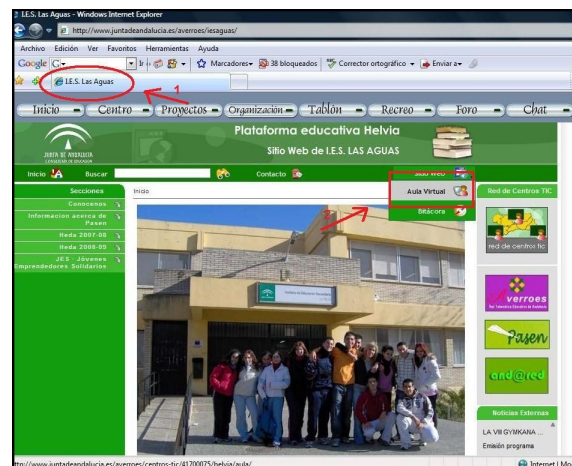 I.E.S. Las Aguas - Windows Internet Explorer
http://www.juntadeandalucia.es/averroes/iesaguas/
Archivo Edición Ver Favoritos Herramientas Ayuda
Google G Ir Marcadores 38 bloqueados Corrector ortográfico Enviar a
I.E.S. Las Aguas
1
Inicio Centro Proyectos Organización Tablón Recreo Foro Chat
JUNTA DE ANDALUCIA
Plataforma educativa Helvia
Sitio Web de I.E.S. LAS AGUAS
Inicio Buscar Contacto Sitio Web
Secciones
Inicio
Aula Virtual
Red de Centros TIC
Conocenos
Informacion acerca de
Pasen
Bitácora
2
Heda 2007-08
Heda 2008-09
JES - Jóvenes
Emprendedores Solidarios
red de centros tic
Averroes
Pasen
and@red
Noticias Externas
LA VIII GYMKANA ...
Emisión programa
http://www.juntadeandalucia.es/averroes/centros-tic/41700075/helvia/aula/
Internet | Mo